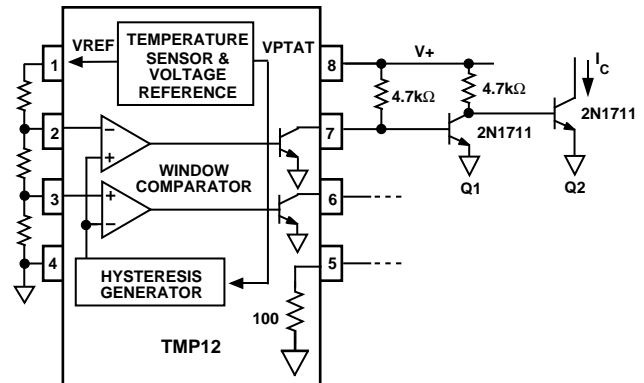 VREF
TEMPERATURE
SENSOR &
VOLTAGE
REFERENCE
VPTAT
1
2
3
4
8
7
6
5
V+
4.7kΩ
4.7kΩ
I C
2N1711
2N1711
Q1
Q2
–
+
WINDOW
COMPARATOR
+
–
HYSTERESIS
GENERATOR
100
TMP12